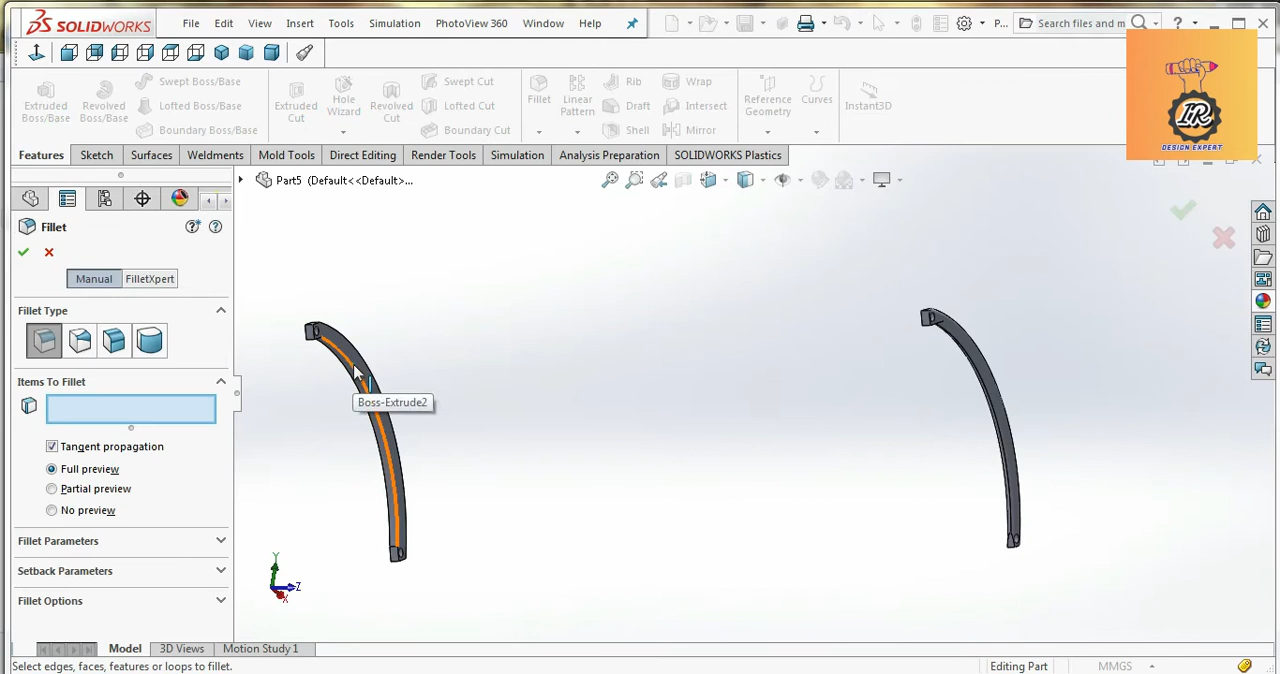 SOLIDWORKS
File Edit View Insert Tools Simulation PhotoView 360 Window Help
P...
Search files and m
Extruded Boss/Base
Revolved Boss/Base
Swept Boss/Base
Lofted Boss/Base
Boundary Boss/Base
Extruded Cut
Hole Wizard
Revolved Cut
Swept Cut
Lofted Cut
Boundary Cut
Fillet
Linear Pattern
Rib
Draft
Shell
Wrap
Intersect
Mirror
Reference Geometry
Curves
Instant3D
IR
DESIGN EXPERT
Features Sketch Surfaces Weldments Mold Tools Direct Editing Render Tools Simulation Analysis Preparation SOLIDWORKS Plastics
Part5 (Default<<Default>...
Fillet
Manual FilletXpert
Fillet Type
Items To Fillet
Tangent propagation
Full preview
Partial preview
No preview
Fillet Parameters
Setback Parameters
Fillet Options
Boss-Extrude2
Y
Z
X
Model 3D Views Motion Study 1
Select edges, faces, features or loops to fillet.
Editing Part
MMGS